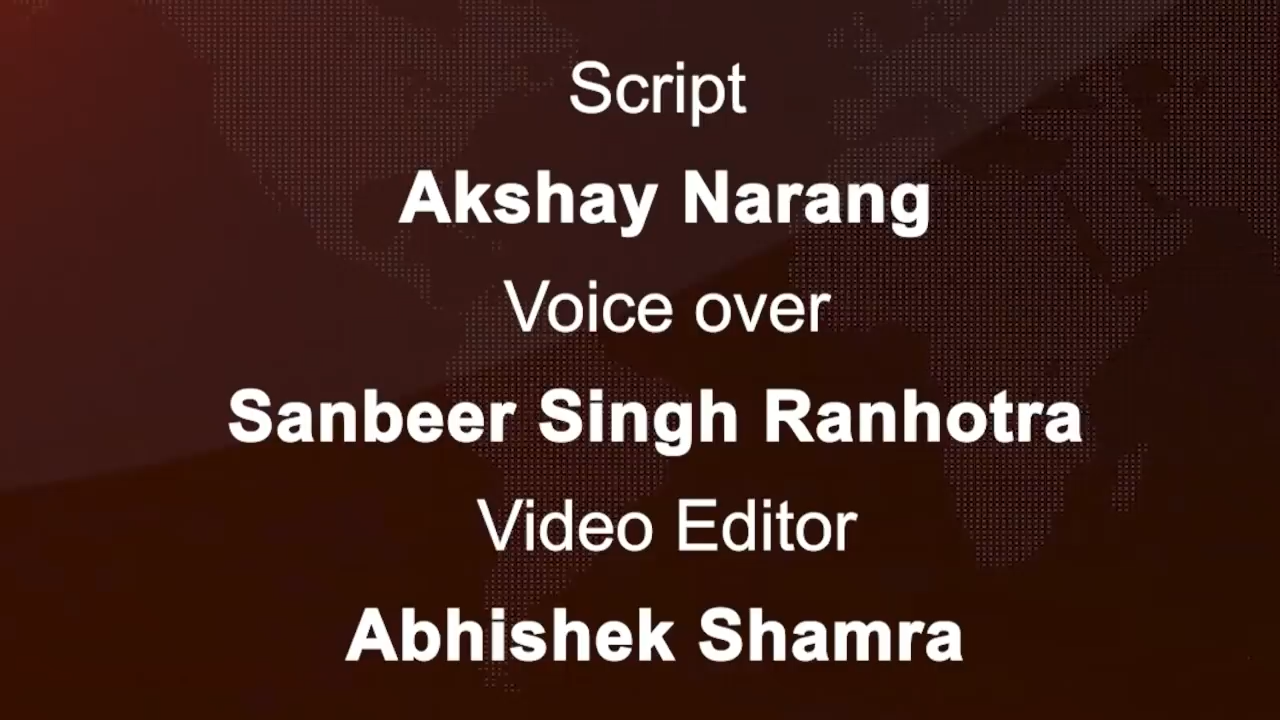 Script
Akshay Narang
Voice over
Sanbeer Singh Ranhotra
Video Editor
Abhishek Shamra